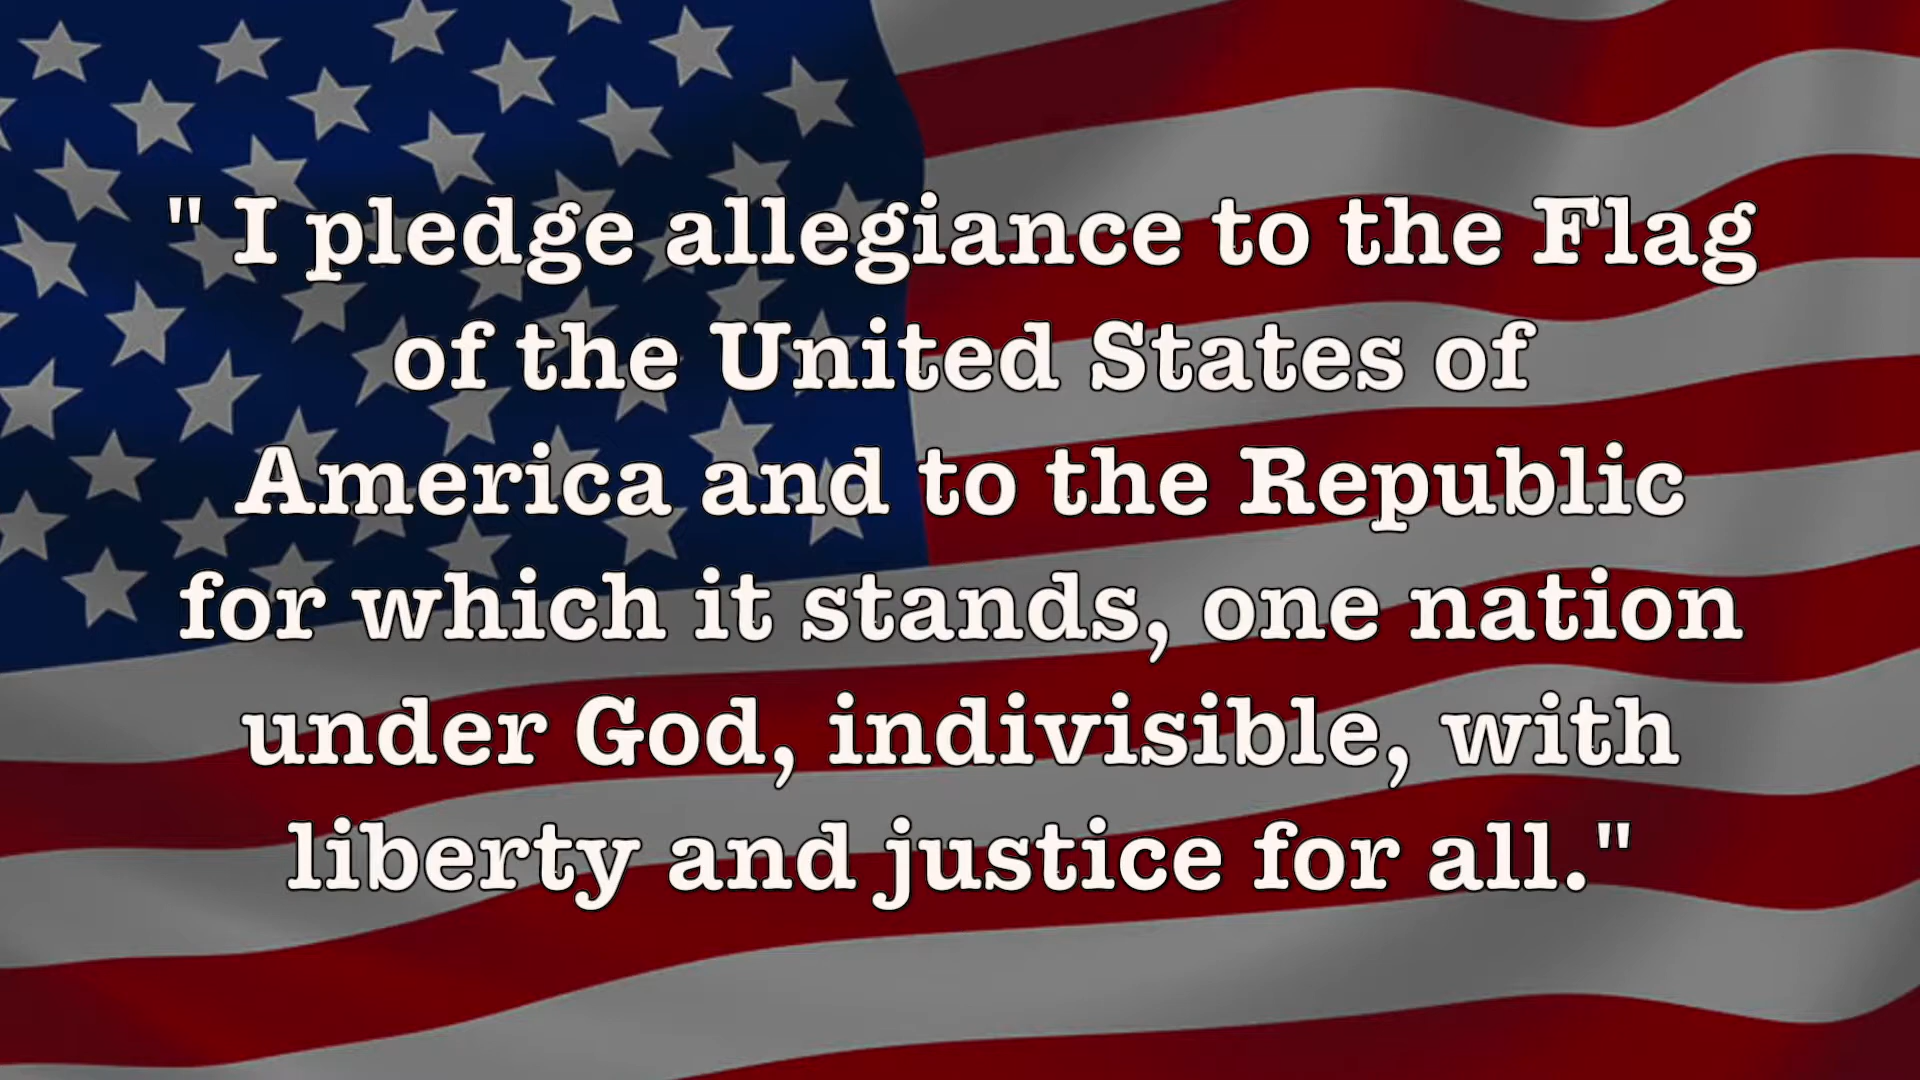 " I pledge allegiance to the Flag
of the United States of
America and to the Republic
for which it stands, one nation
under God, indivisible, with
liberty and justice for all."